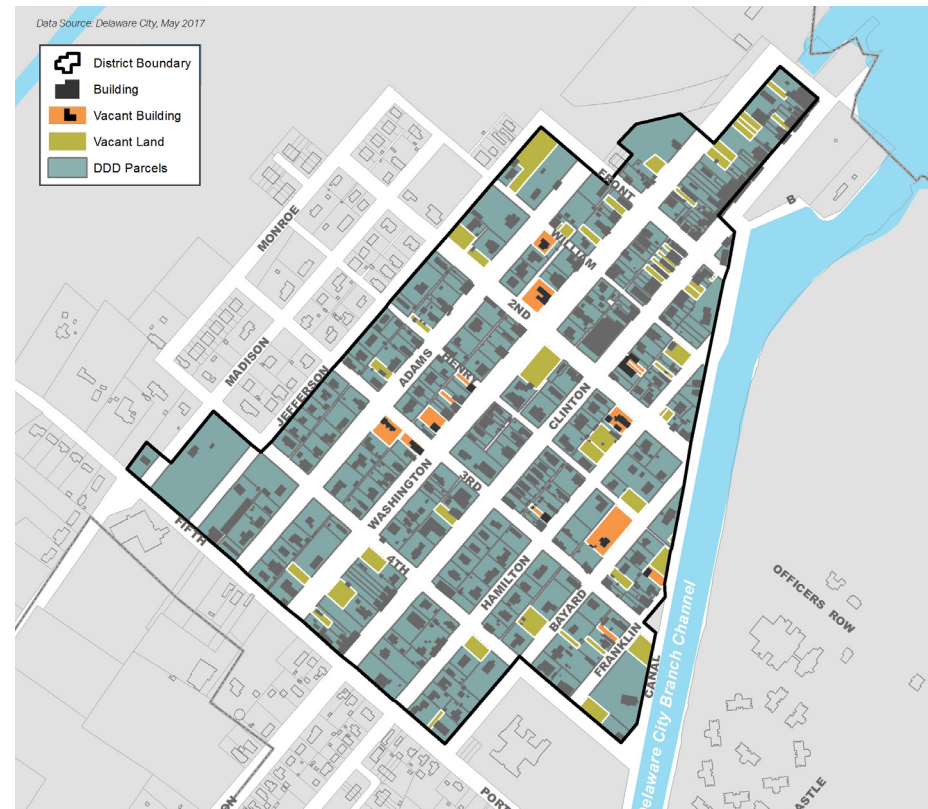 Data Source: Delaware City, May 2017
District Boundary
Building
Vacant Building
Vacant Land
DDD Parcels
FRONT
B
MONROE
WILLIAM
2ND
MADISON
ADAMS
HENRY
JEFFERSON
CLINTON
WASHINGTON
3RD
FIFTH
4TH
HAMILTON
BAYARD
FRANKLIN
CANAL
OFFICERS ROW
Delaware City Branch Channel